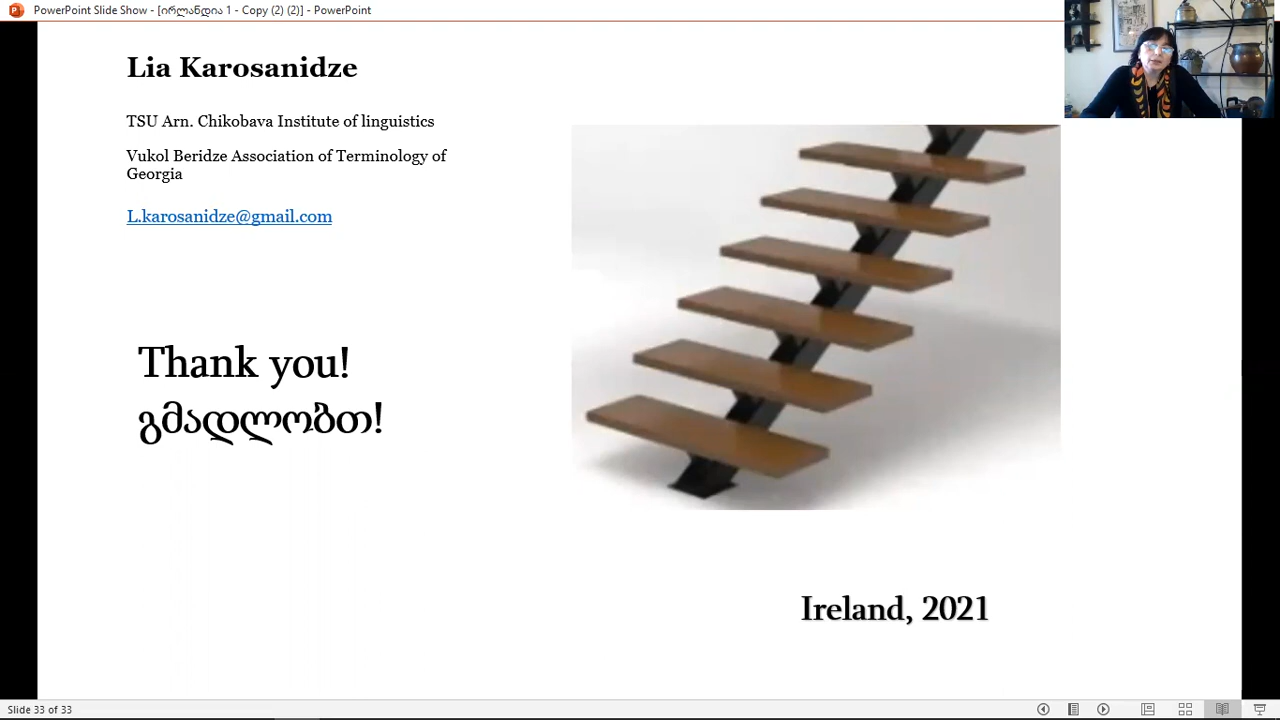 PowerPoint Slide Show - [ირლანდია 1 - Copy (2) (2)] - PowerPoint
Lia Karosanidze
TSU Arn. Chikobava Institute of linguistics
Vukol Beridze Association of Terminology of
Georgia
L.karosanidze@gmail.com
Thank you!
გმადლობთ!
Ireland, 2021
Slide 33 of 33